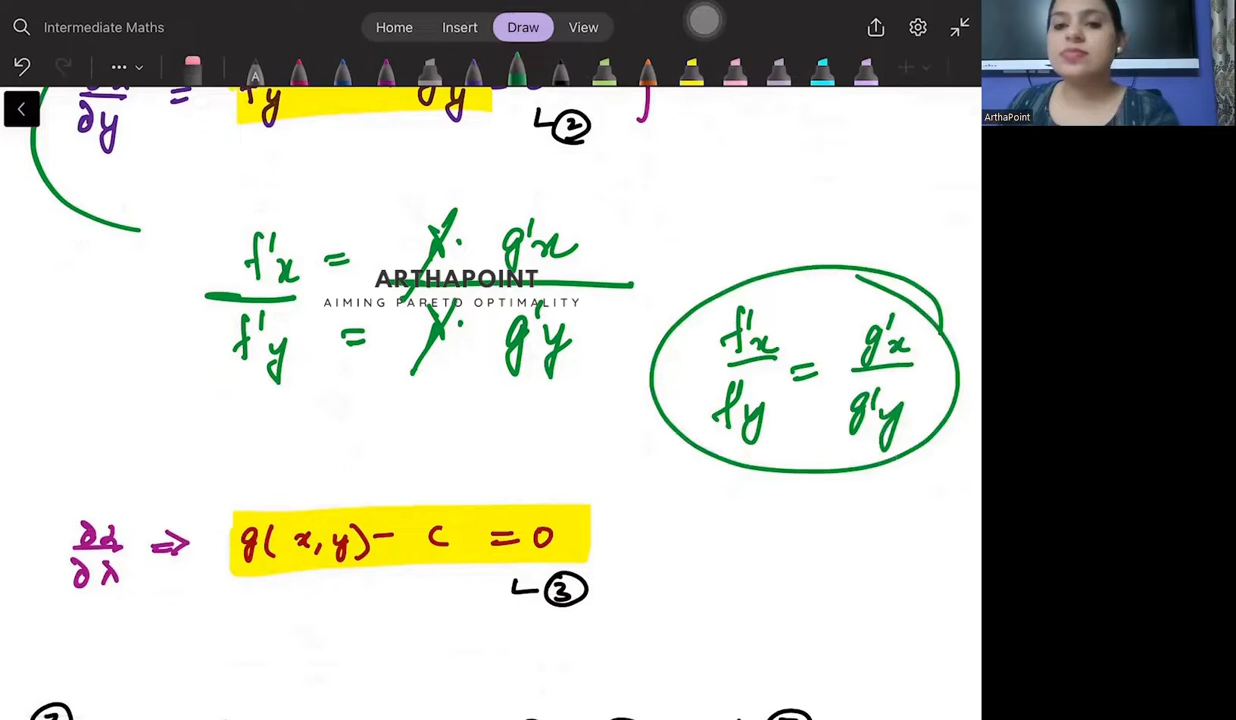 Intermediate Maths
Home Insert Draw View
ArthaPoint
∂y
=
②
f'x = λ. g'x
ARTHAPOINT
AIMING PARETO OPTIMALITY
f'y = λ. g'y
f'x / f'y = g'x / g'y
∂L/∂λ ⇒ g(x,y) - C = 0
③